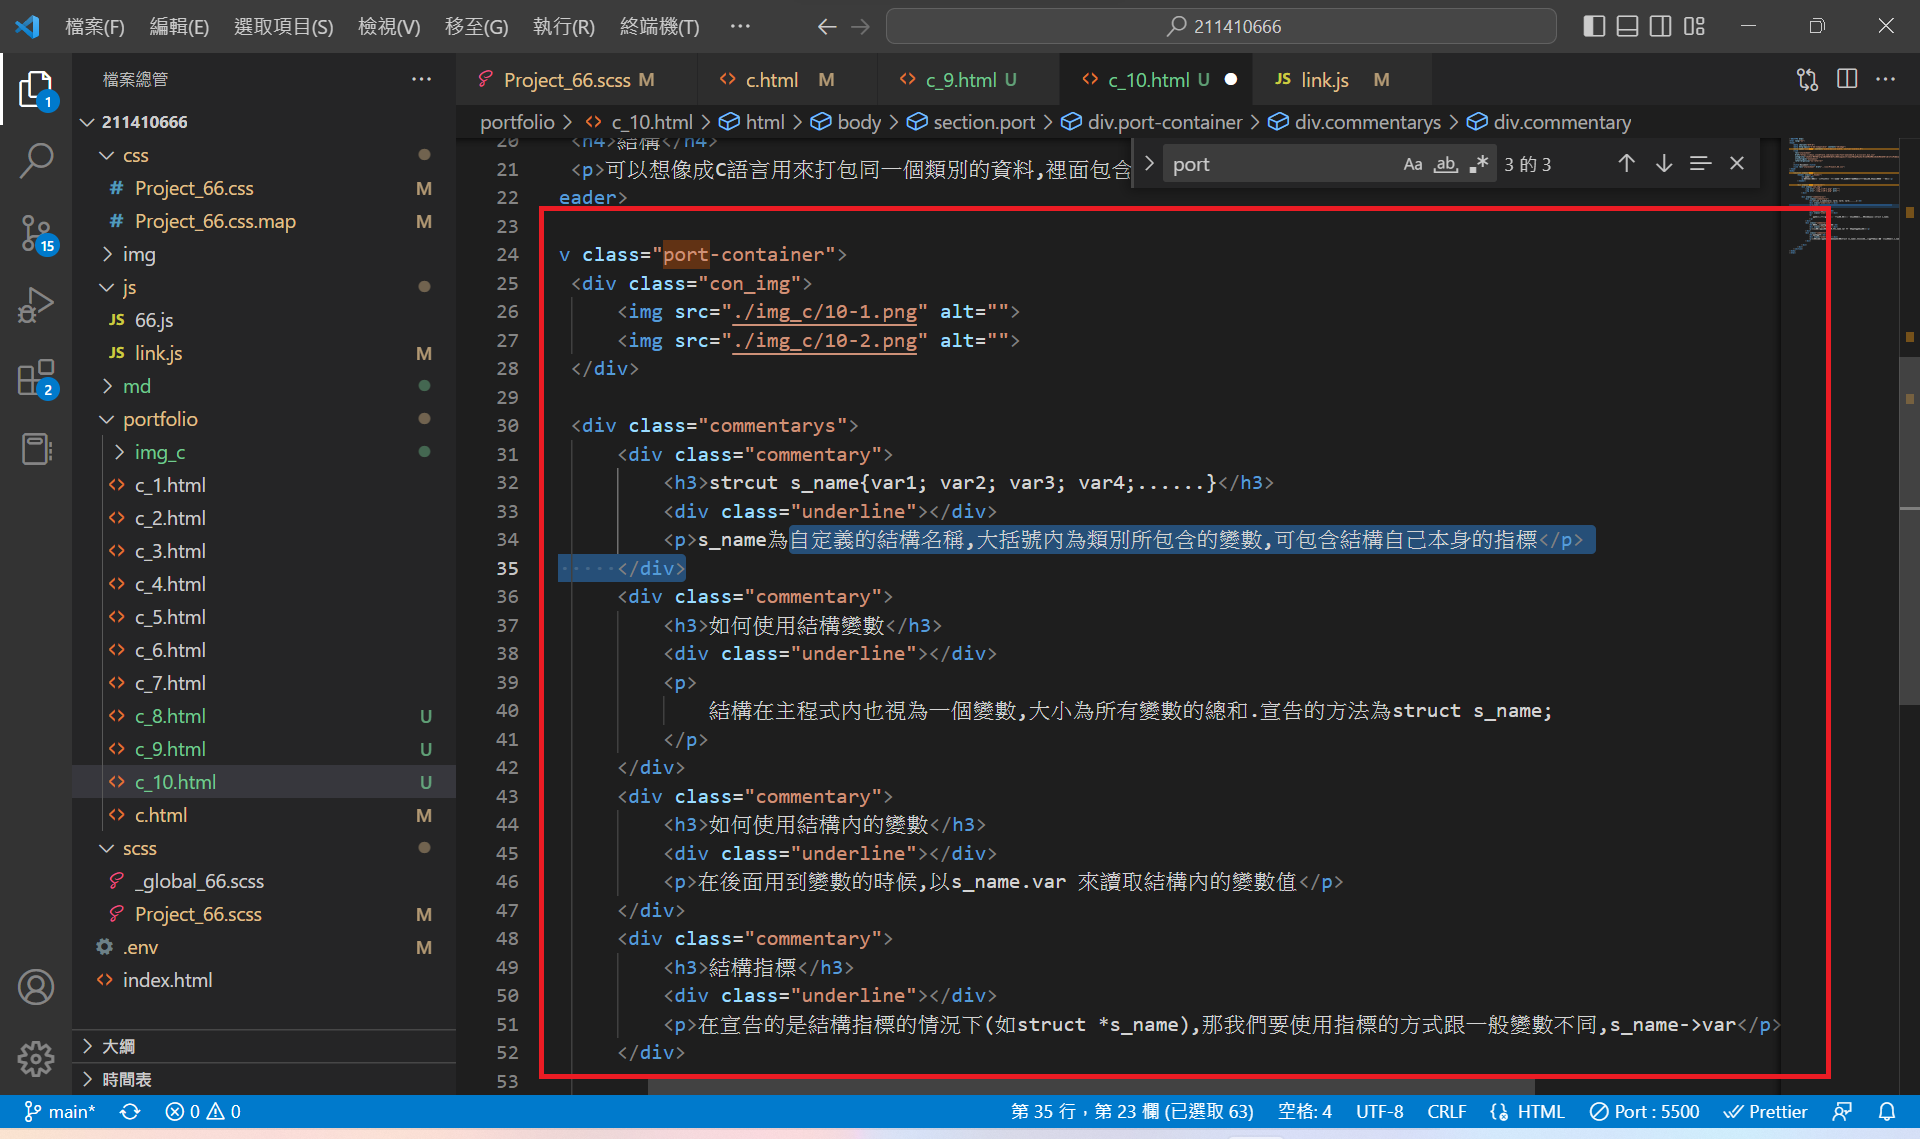 檔案(F) 編輯(E) 選取項目(S) 檢視(V) 移至(G) 執行(R) 終端機(T) ··· 211410666
檔案總管 ···
211410666
css
# Project_66.css M
# Project_66.css.map M
img
js
JS 66.js
JS link.js M
md
portfolio
img_c
<> c_1.html
<> c_2.html
<> c_3.html
<> c_4.html
<> c_5.html
<> c_6.html
<> c_7.html
<> c_8.html U
<> c_9.html U
<> c_10.html U
<> c.html M
scss
_global_66.scss
Project_66.scss M
.env M
<> index.html
大綱
時間表
1
15
2
Project_66.scss M <> c.html M <> c_9.html U <> c_10.html U JS link.js M
portfolio > <> c_10.html > html > body > section.port > div.port-container > div.commentarys > div.commentary
port Aa ab 3 的 3
20 <h4>結構</h4>
21 <p>可以想像成C語言用來打包同一個類別的資料,裡面包含
22 eader>
23
24 v class="port-container">
25 <div class="con_img">
26 <img src="./img_c/10-1.png" alt="">
27 <img src="./img_c/10-2.png" alt="">
28 </div>
29
30 <div class="commentarys">
31 <div class="commentary">
32 <h3>strcut s_name{var1; var2; var3; var4;......}</h3>
33 <div class="underline"></div>
34 <p>s_name為自定義的結構名稱,大括號內為類別所包含的變數,可包含結構自已本身的指標</p>
35 </div>
36 <div class="commentary">
37 <h3>如何使用結構變數</h3>
38 <div class="underline"></div>
39 <p>
40 結構在主程式內也視為一個變數,大小為所有變數的總和.宣告的方法為struct s_name;
41 </p>
42 </div>
43 <div class="commentary">
44 <h3>如何使用結構內的變數</h3>
45 <div class="underline"></div>
46 <p>在後面用到變數的時候,以s_name.var 來讀取結構內的變數值</p>
47 </div>
48 <div class="commentary">
49 <h3>結構指標</h3>
50 <div class="underline"></div>
51 <p>在宣告的是結構指標的情況下(如struct *s_name),那我們要使用指標的方式跟一般變數不同,s_name->var</p>
52 </div>
53
main* 0 0 第 35 行，第 23 欄 (已選取 63) 空格: 4 UTF-8 CRLF HTML Port : 5500 Prettier